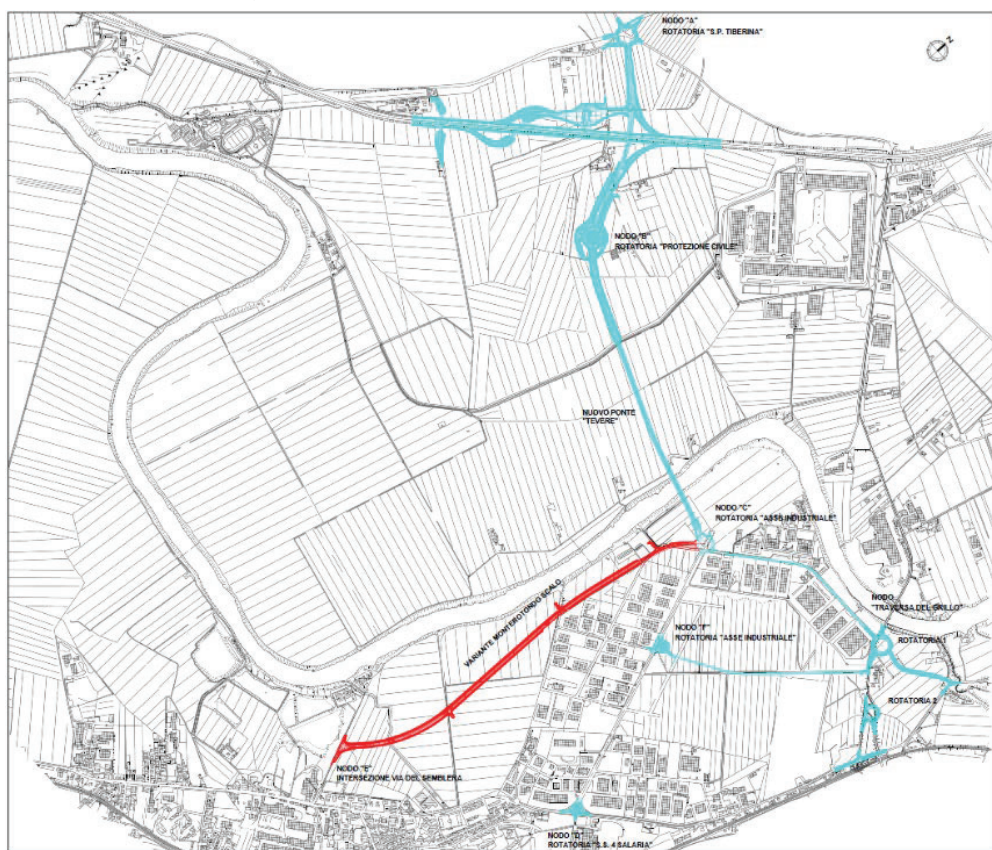 NODO "A"
ROTATORIA "S.P. TIBERINA"
N
NODO "B"
ROTATORIA "PROTEZIONE CIVILE"
NUOVO PONTE
"TEVERE"
NODO "C"
ROTATORIA "ASSE INDUSTRIALE"
VARIANTE MONTEROTONDO SCALO
NODO
"TRAVERSA DEL GRILLO"
NODO "F"
ROTATORIA "ASSE INDUSTRIALE"
ROTATORIA 1
ROTATORIA 2
NODO "E"
INTERSEZIONE VIA DEL SEMBLERA
NODO "D"
ROTATORIA "S.S. 4 SALARIA"